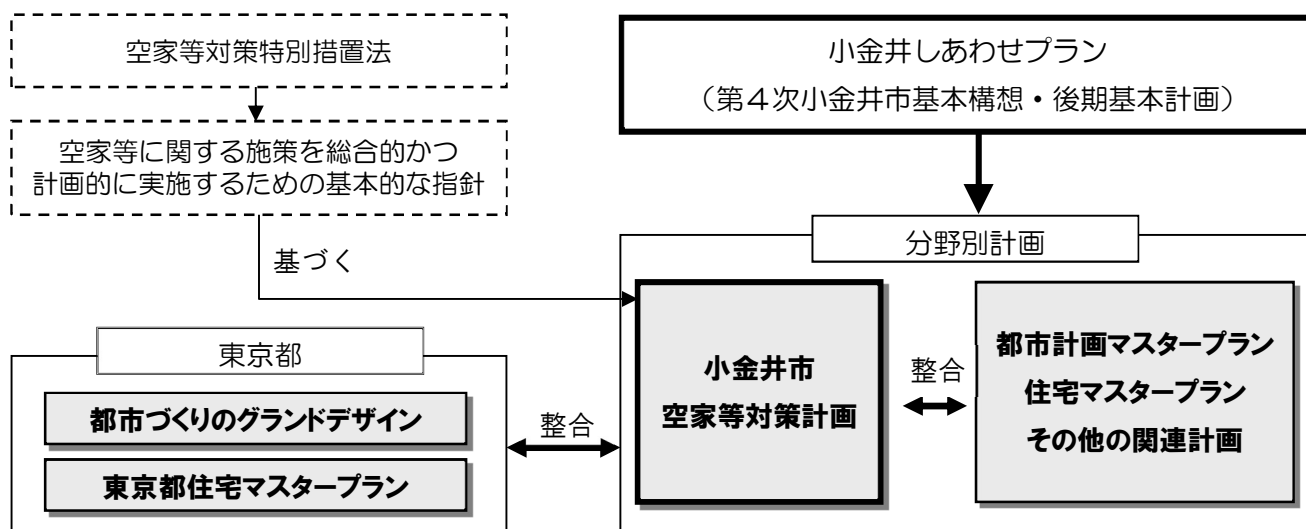 空家等対策特別措置法
空家等に関する施策を総合的かつ
計画的に実施するための基本的な指針
基づく
小金井しあわせプラン
（第４次小金井市基本構想・後期基本計画）
分野別計画
小金井市
空家等対策計画
整合
都市計画マスタープラン
住宅マスタープラン
その他の関連計画
東京都
都市づくりのグランドデザイン
東京都住宅マスタープラン
整合